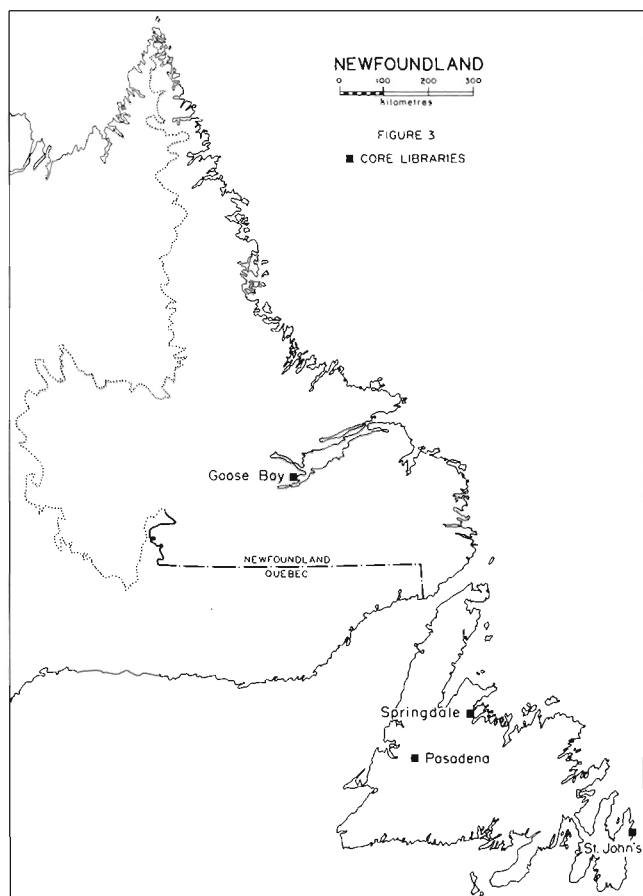 NEWFOUNDLAND
0 100 200 300
kilometres
FIGURE 3
■ CORE LIBRARIES
Goose Bay
NEWFOUNDLAND
QUEBEC
Springdale
Pasadena
St. John's